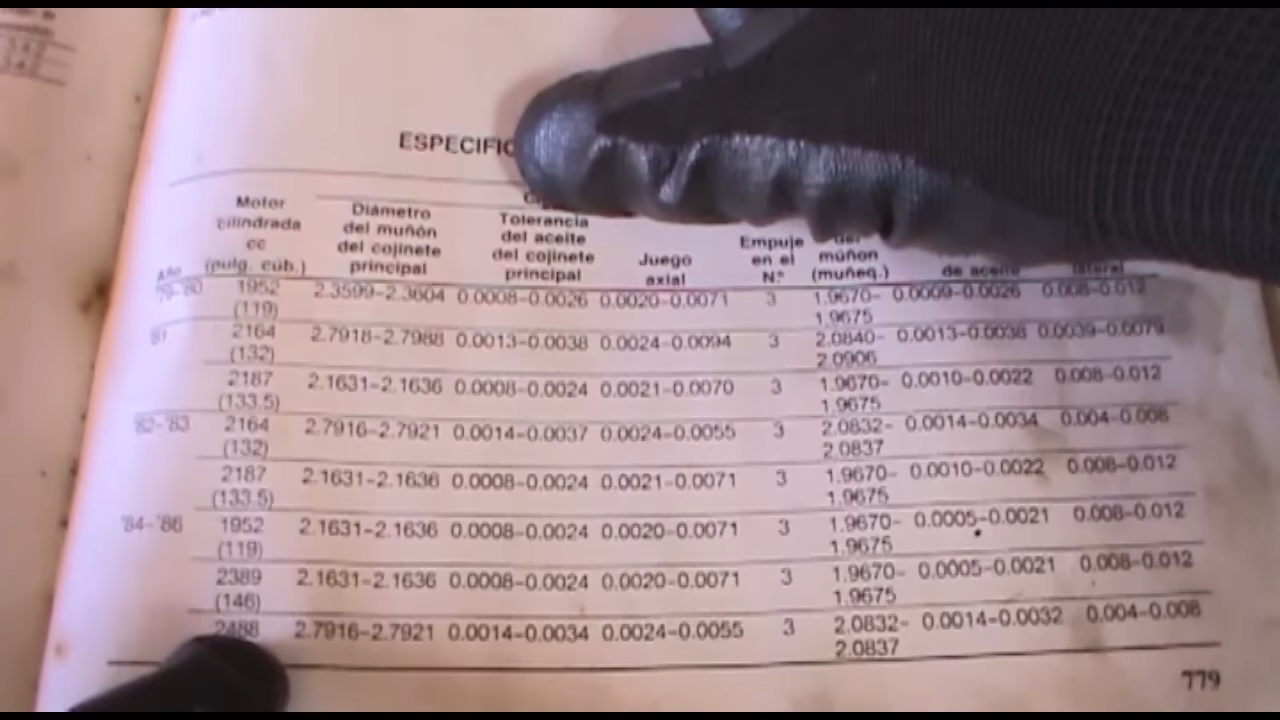 ESPECIFIC
Motor
cilindrada
cc
(pulg. cúb.)
Año
Diámetro
del muñón
del cojinete
principal
Tolerancia
del aceite
del cojinete
principal
Juego
axial
Empuje
en el
N.°
del
múñon
(muñeq.)
de aceite
lateral
'79-'80 1952 2.3599-2.3604 0.0008-0.0026 0.0020-0.0071 3 1.9670- 0.0009-0.0026 0.008-0.012
(119) 1.9675
'81 2164 2.7918-2.7988 0.0013-0.0038 0.0024-0.0094 3 2.0840- 0.0013-0.0038 0.0039-0.0079
(132) 2.0906
2187 2.1631-2.1636 0.0008-0.0024 0.0021-0.0070 3 1.9670- 0.0010-0.0022 0.008-0.012
(133.5) 1.9675
'82-'83 2164 2.7916-2.7921 0.0014-0.0037 0.0024-0.0055 3 2.0832- 0.0014-0.0034 0.004-0.008
(132) 2.0837
2187 2.1631-2.1636 0.0008-0.0024 0.0021-0.0071 3 1.9670- 0.0010-0.0022 0.008-0.012
(133.5) 1.9675
'84-'86 1952 2.1631-2.1636 0.0008-0.0024 0.0020-0.0071 3 1.9670- 0.0005-0.0021 0.008-0.012
(119) 1.9675
2389 2.1631-2.1636 0.0008-0.0024 0.0020-0.0071 3 1.9670- 0.0005-0.0021 0.008-0.012
(146) 1.9675
2488 2.7916-2.7921 0.0014-0.0034 0.0024-0.0055 3 2.0832- 0.0014-0.0032 0.004-0.008
2.0837
779